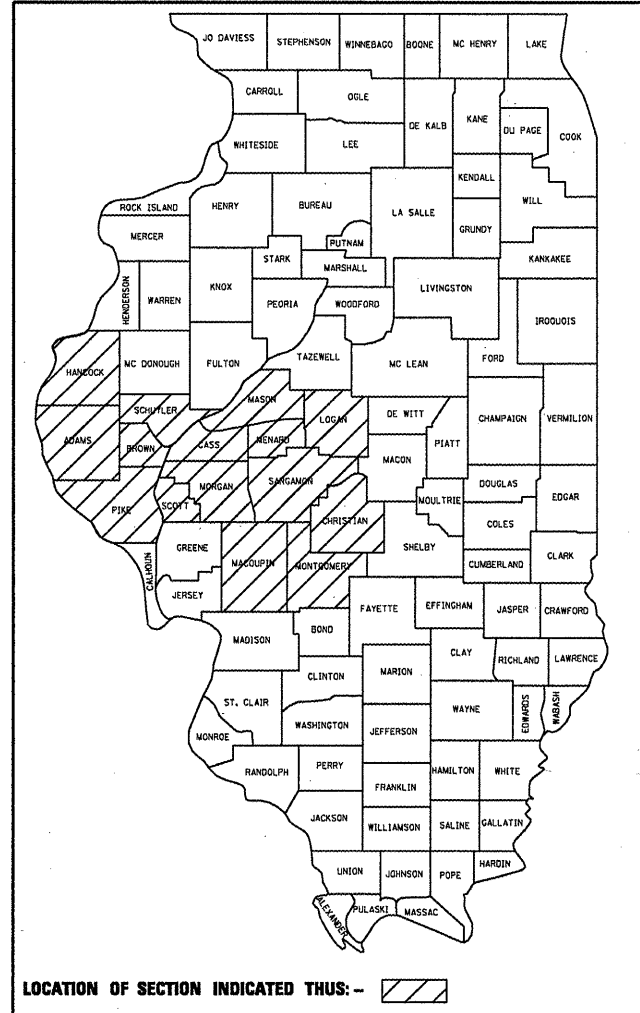 JO DAVIESS
STEPHENSON
WINNEBAGO
BOONE
MC HENRY
LAKE
CARROLL
OGLE
DE KALB
KANE
DU PAGE
COOK
WHITESIDE
LEE
KENDALL
WILL
ROCK ISLAND
HENRY
BUREAU
LA SALLE
GRUNDY
MERCER
PUTNAM
STARK
MARSHALL
KANKAKEE
HENDERSON
WARREN
KNOX
PEORIA
WOODFORD
LIVINGSTON
IROQUOIS
HANCOCK
MC DONOUGH
FULTON
TAZEWELL
MC LEAN
FORD
SCHUYLER
MASON
LOGAN
DE WITT
CHAMPAIGN
VERMILION
ADAMS
BROWN
CASS
MENARD
PIATT
MACON
PIKE
SCOTT
MORGAN
SANGAMON
CHRISTIAN
MOULTRIE
DOUGLAS
EDGAR
COLES
CALHOUN
GREENE
MACOUPIN
MONTGOMERY
SHELBY
CUMBERLAND
CLARK
JERSEY
FAYETTE
EFFINGHAM
JASPER
CRAWFORD
MADISON
BOND
CLAY
RICHLAND
LAWRENCE
CLINTON
MARION
ST. CLAIR
WASHINGTON
WAYNE
EDWARDS
WABASH
MONROE
JEFFERSON
RANDOLPH
PERRY
HAMILTON
WHITE
FRANKLIN
JACKSON
WILLIAMSON
SALINE
GALLATIN
UNION
JOHNSON
POPE
HARDIN
ALEXANDER
PULASKI
MASSAC
LOCATION OF SECTION INDICATED THUS: -